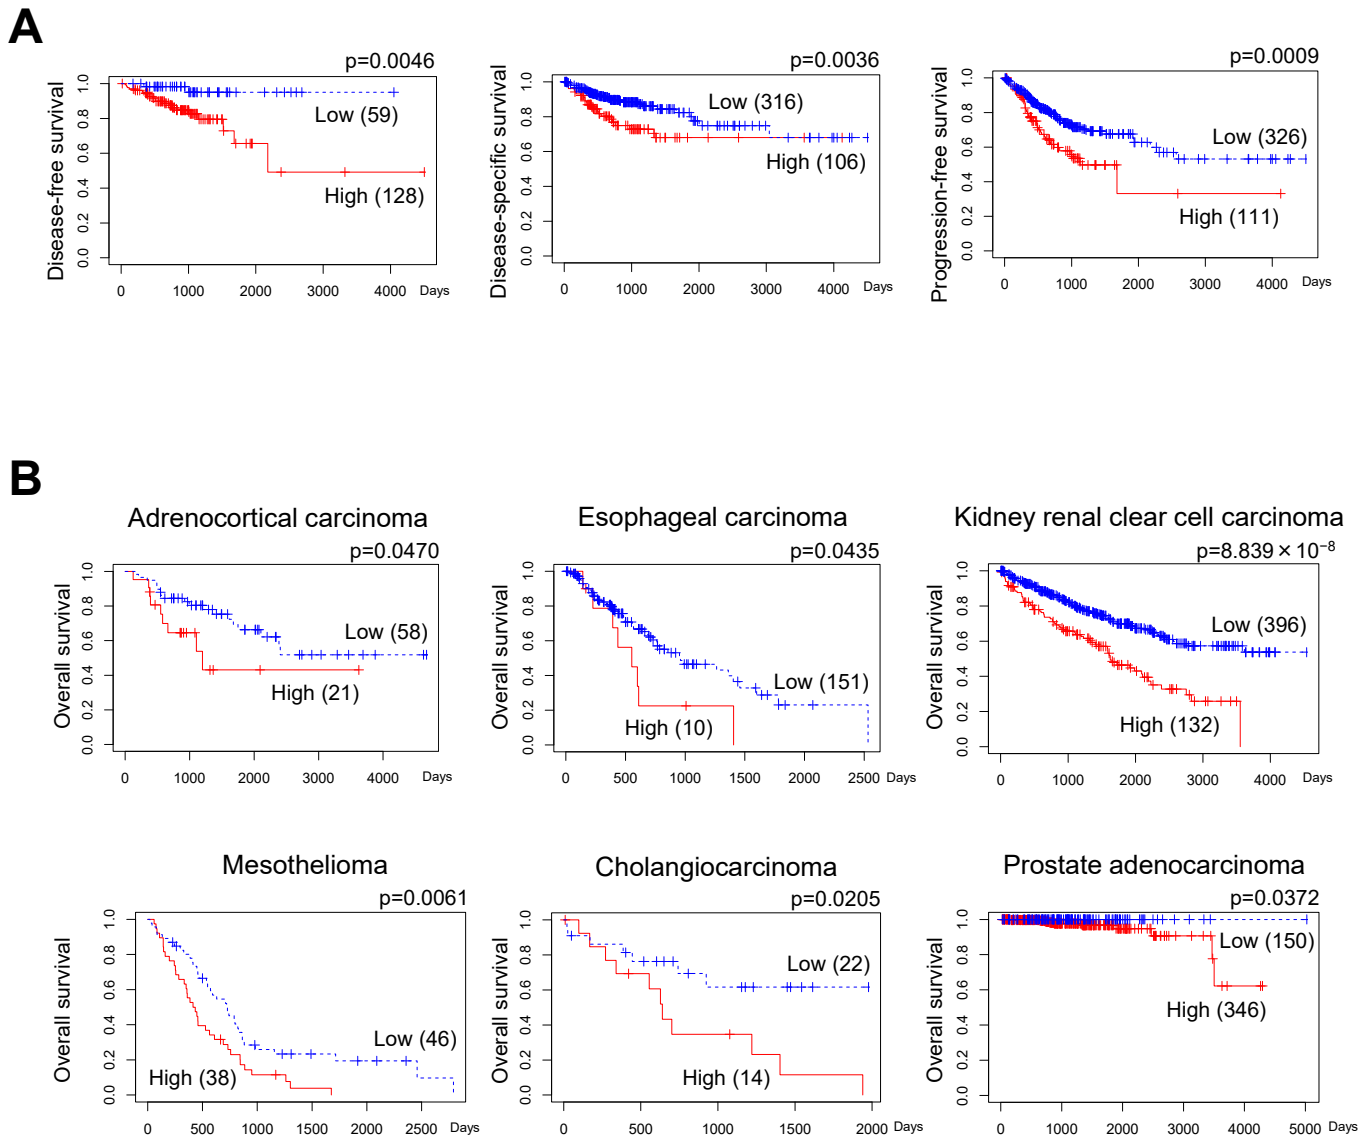 A
p=0.0046
Disease-free survival
1.0
0.8
0.6
0.4
0.2
0.0
Low (59)
High (128)
0 1000 2000 3000 4000 Days
p=0.0036
Disease-specific survival
1.0
0.8
0.6
0.4
0.2
0.0
Low (316)
High (106)
0 1000 2000 3000 4000 Days
p=0.0009
Progression-free survival
1.0
0.8
0.6
0.4
0.2
0.0
Low (326)
High (111)
0 1000 2000 3000 4000 Days
B
Adrenocortical carcinoma
p=0.0470
Overall survival
1.0
0.8
0.6
0.4
0.2
0.0
Low (58)
High (21)
0 1000 2000 3000 4000 Days
Esophageal carcinoma
p=0.0435
Overall survival
1.0
0.8
0.6
0.4
0.2
0.0
Low (151)
High (10)
0 500 1000 1500 2000 2500 Days
Kidney renal clear cell carcinoma
p=8.839×10⁻⁸
Overall survival
1.0
0.8
0.6
0.4
0.2
0.0
Low (396)
High (132)
0 1000 2000 3000 4000 Days
Mesothelioma
p=0.0061
Overall survival
1.0
0.8
0.6
0.4
0.2
0.0
Low (46)
High (38)
0 500 1000 1500 2000 2500 Days
Cholangiocarcinoma
p=0.0205
Overall survival
1.0
0.8
0.6
0.4
0.2
0.0
Low (22)
High (14)
0 500 1000 1500 2000 Days
Prostate adenocarcinoma
p=0.0372
Overall survival
1.0
0.8
0.6
0.4
0.2
0.0
Low (150)
High (346)
0 1000 2000 3000 4000 5000 Days